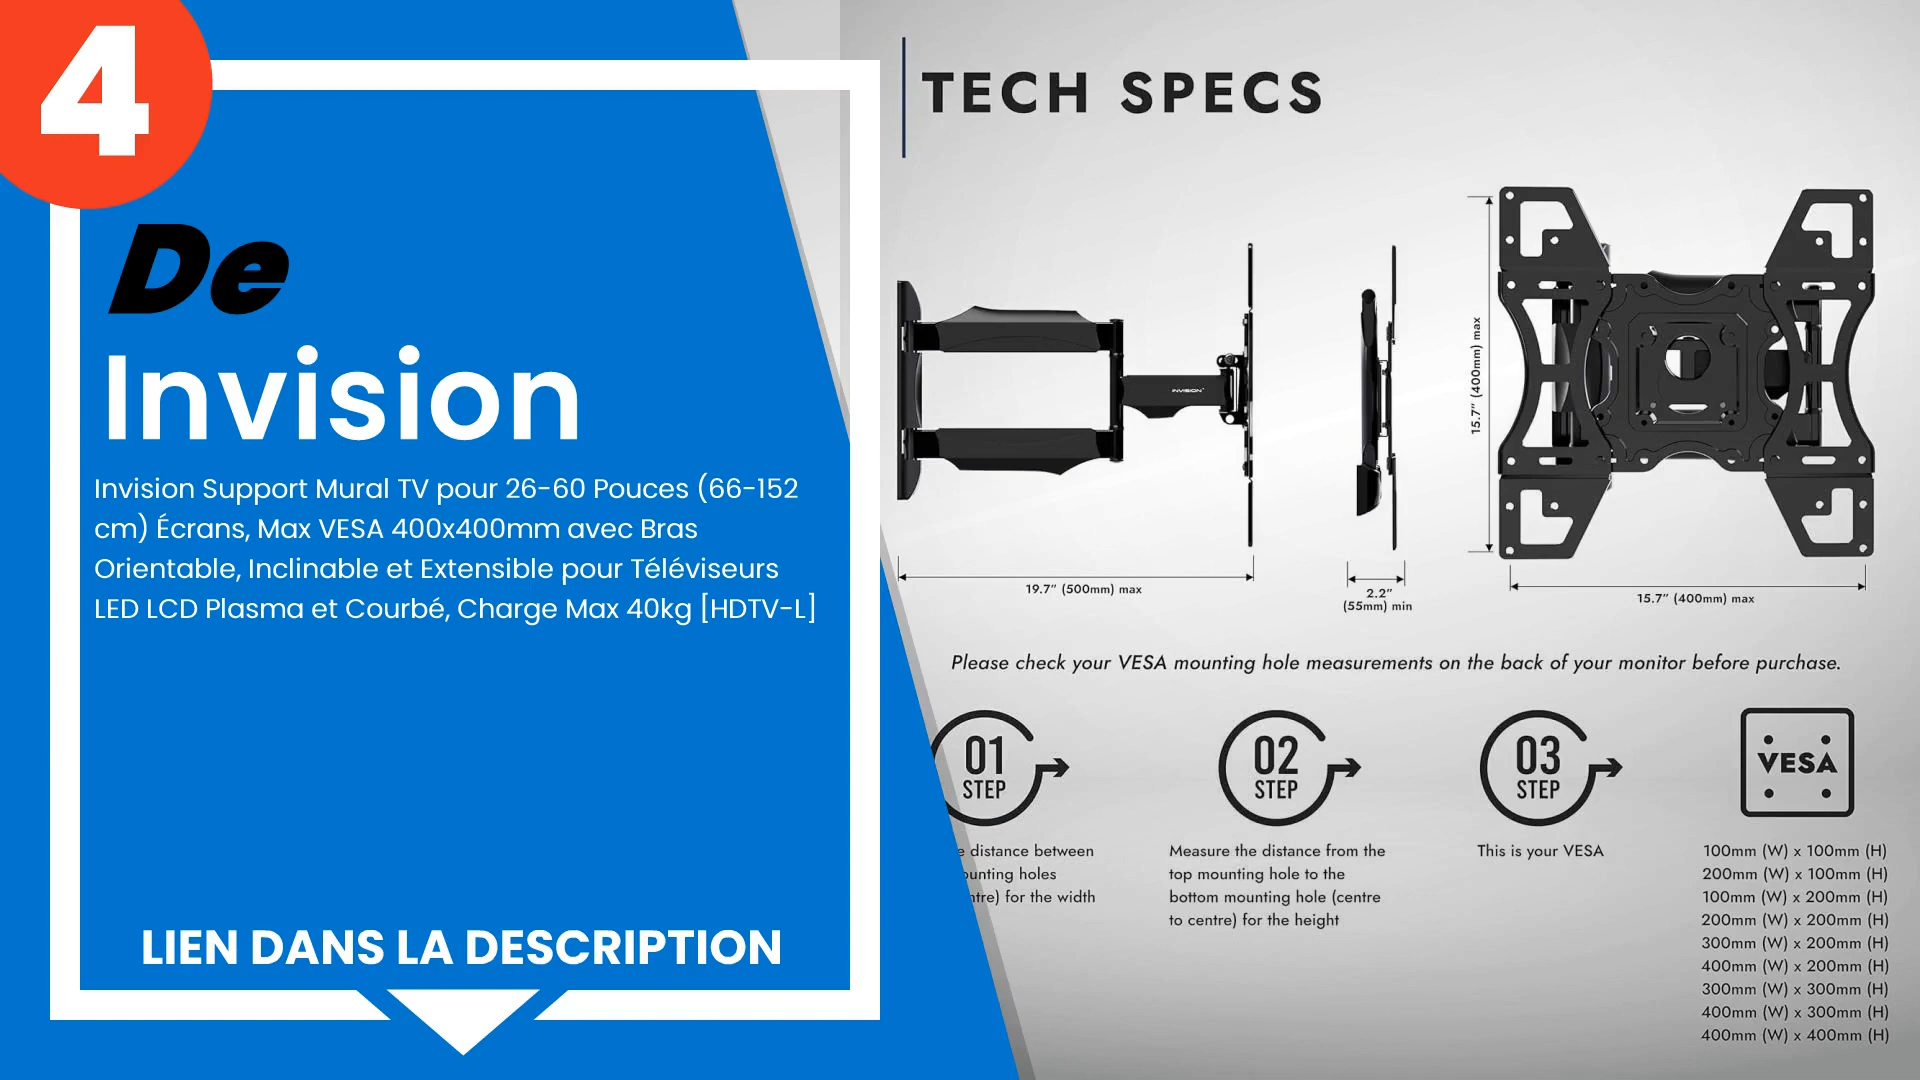 4
De
Invision
Invision Support Mural TV pour 26-60 Pouces (66-152
cm) Écrans, Max VESA 400x400mm avec Bras
Orientable, Inclinable et Extensible pour Téléviseurs
LED LCD Plasma et Courbé, Charge Max 40kg [HDTV-L]
LIEN DANS LA DESCRIPTION
TECH SPECS
INVISION
19.7" (500mm) max
2.2"
(55mm) min
15.7" (400mm) max
15.7" (400mm) max
Please check your VESA mounting hole measurements on the back of your monitor before purchase.
01
STEP
distance between
holes
for the width
02
STEP
Measure the distance from the
top mounting hole to the
bottom mounting hole (centre
to centre) for the height
03
STEP
This is your VESA
VESA
100mm (W) x 100mm (H)
200mm (W) x 100mm (H)
100mm (W) x 200mm (H)
200mm (W) x 200mm (H)
300mm (W) x 200mm (H)
400mm (W) x 200mm (H)
300mm (W) x 300mm (H)
400mm (W) x 300mm (H)
400mm (W) x 400mm (H)